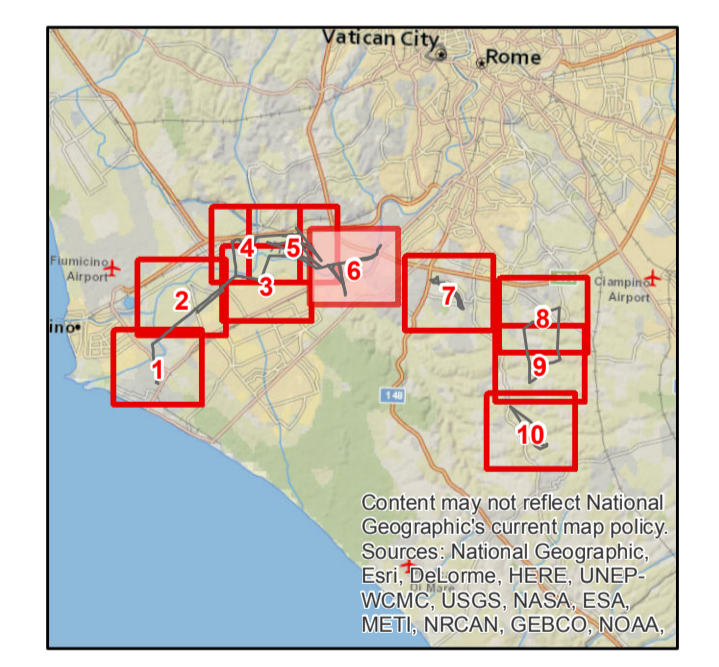 Vatican City
Rome
Fiumicino
Airport
ino
4
5
6
3
2
1
7
8
9
10
Ciampino
Airport
148
Content may not reflect National
Geographic's current map policy.
Sources: National Geographic,
Esri, DeLorme, HERE, UNEP-
WCMC, USGS, NASA, ESA,
METI, NRCAN, GEBCO, NOAA,
Di Mare